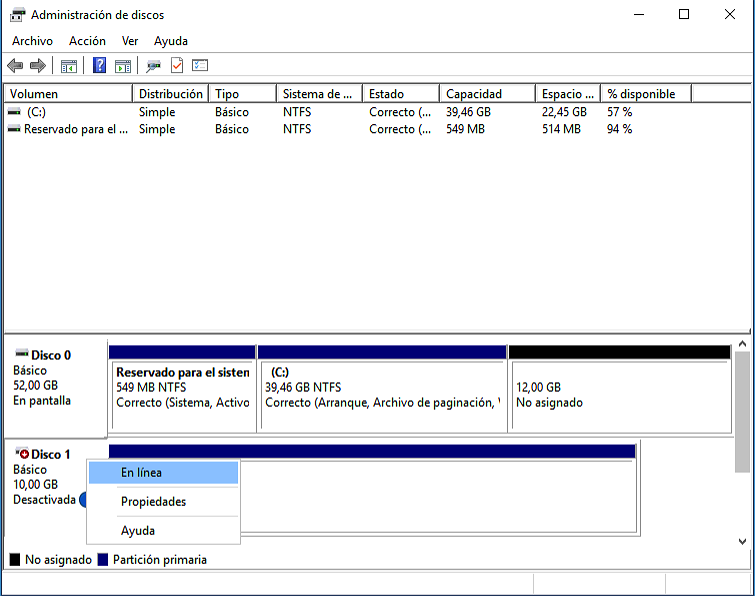 Administración de discos
Archivo Acción Ver Ayuda
Volumen Distribución Tipo Sistema de ... Estado Capacidad Espacio ... % disponible
(C:) Simple Básico NTFS Correcto (... 39,46 GB 22,45 GB 57 %
Reservado para el ... Simple Básico NTFS Correcto (... 549 MB 514 MB 94 %
Disco 0
Básico
52,00 GB
En pantalla
Reservado para el sisten
549 MB NTFS
Correcto (Sistema, Activo
(C:)
39,46 GB NTFS
Correcto (Arranque, Archivo de paginación,
12,00 GB
No asignado
Disco 1
Básico
10,00 GB
Desactivada
En línea
Propiedades
Ayuda
No asignado Partición primaria